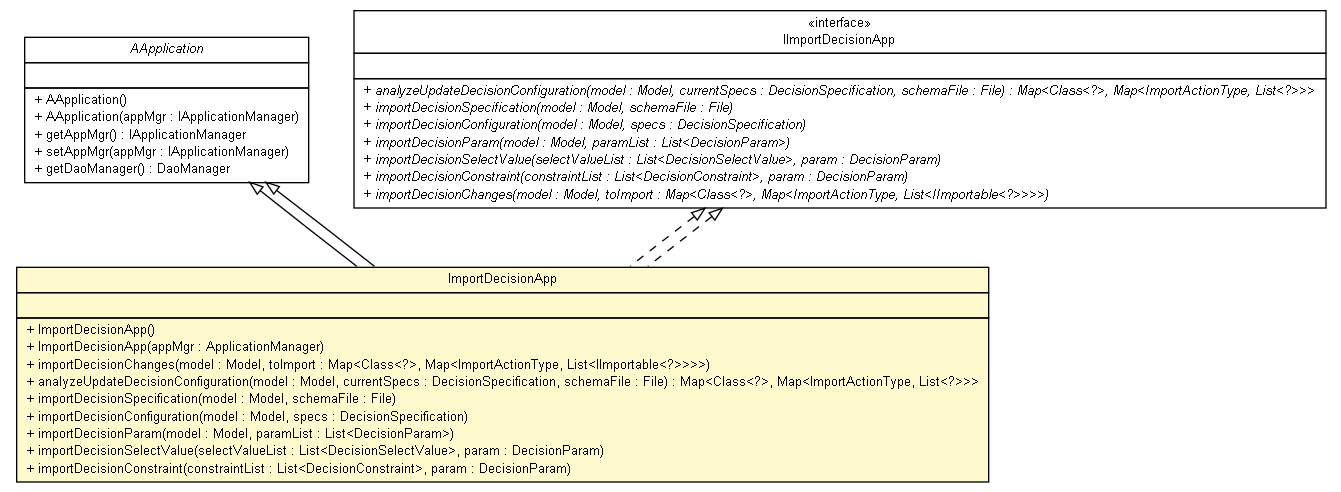 AApplication
+ AApplication()
+ AApplication(appMgr : IApplicationManager)
+ getAppMgr() : IApplicationManager
+ setAppMgr(appMgr : IApplicationManager)
+ getDaoManager() : DaoManager
«interface»
IImportDecisionApp
+ analyzeUpdateDecisionConfiguration(model : Model, currentSpecs : DecisionSpecification, schemaFile : File) : Map<Class<?>, Map<ImportActionType, List<?>>>
+ importDecisionSpecification(model : Model, schemaFile : File)
+ importDecisionConfiguration(model : Model, specs : DecisionSpecification)
+ importDecisionParam(model : Model, paramList : List<DecisionParam>)
+ importDecisionSelectValue(selectValueList : List<DecisionSelectValue>, param : DecisionParam)
+ importDecisionConstraint(constraintList : List<DecisionConstraint>, param : DecisionParam)
+ importDecisionChanges(model : Model, toImport : Map<Class<?>, Map<ImportActionType, List<IImportable<?>>>>)
ImportDecisionApp
+ ImportDecisionApp()
+ ImportDecisionApp(appMgr : ApplicationManager)
+ importDecisionChanges(model : Model, toImport : Map<Class<?>, Map<ImportActionType, List<IImportable<?>>>>)
+ analyzeUpdateDecisionConfiguration(model : Model, currentSpecs : DecisionSpecification, schemaFile : File) : Map<Class<?>, Map<ImportActionType, List<?>>>
+ importDecisionSpecification(model : Model, schemaFile : File)
+ importDecisionConfiguration(model : Model, specs : DecisionSpecification)
+ importDecisionParam(model : Model, paramList : List<DecisionParam>)
+ importDecisionSelectValue(selectValueList : List<DecisionSelectValue>, param : DecisionParam)
+ importDecisionConstraint(constraintList : List<DecisionConstraint>, param : DecisionParam)